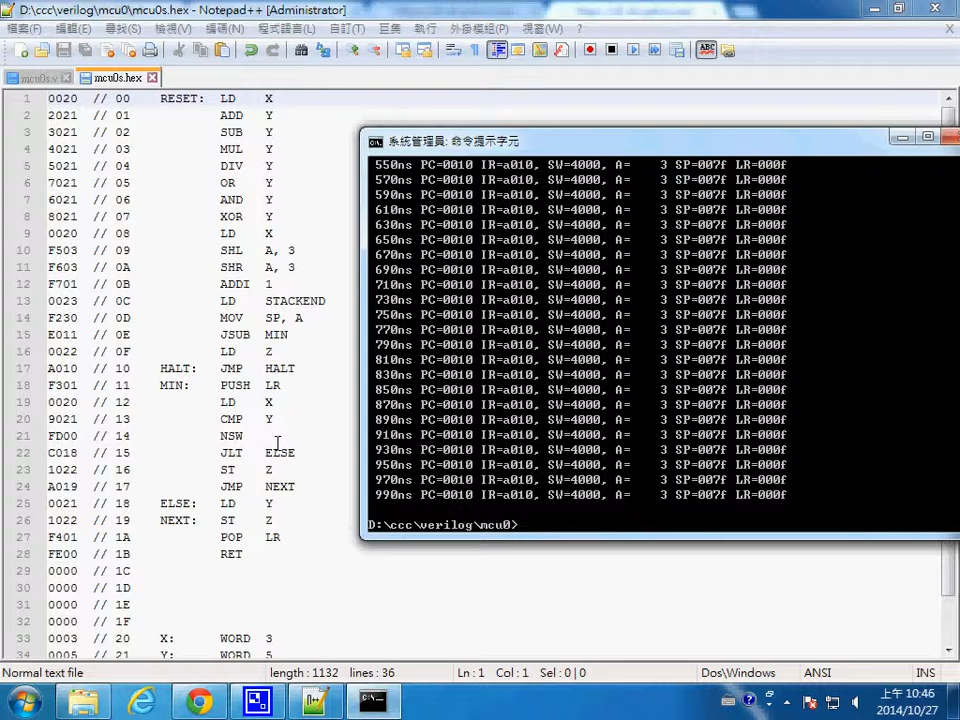 D:\ccc\verilog\mcu0\mcu0s.hex - Notepad++ [Administrator]
檔案(F) 編輯(E) 尋找(S) 檢視(V) 編碼(N) 程式語言(L) 自訂(T) 巨集 執行 外掛模組(P) 視窗(W) ? X
mcu0s.v mcu0s.hex
1 0020 // 00 RESET: LD X
2 2021 // 01 ADD Y
3 3021 // 02 SUB Y
4 4021 // 03 MUL Y
5 5021 // 04 DIV Y
6 7021 // 05 OR Y
7 6021 // 06 AND Y
8 8021 // 07 XOR Y
9 0020 // 08 LD X
10 F503 // 09 SHL A, 3
11 F603 // 0A SHR A, 3
12 F701 // 0B ADDI 1
13 0023 // 0C LD STACKEND
14 F230 // 0D MOV SP, A
15 E011 // 0E JSUB MIN
16 0022 // 0F LD Z
17 A010 // 10 HALT: JMP HALT
18 F301 // 11 MIN: PUSH LR
19 0020 // 12 LD X
20 9021 // 13 CMP Y
21 FD00 // 14 NSW
22 C018 // 15 JLT ELSE
23 1022 // 16 ST Z
24 A019 // 17 JMP NEXT
25 0021 // 18 ELSE: LD Y
26 1022 // 19 NEXT: ST Z
27 F401 // 1A POP LR
28 FE00 // 1B RET
29 0000 // 1C
30 0000 // 1D
31 0000 // 1E
32 0000 // 1F
33 0003 // 20 X: WORD 3
34 0005 // 21 Y: WORD 5
系統管理員: 命令提示字元
550ns PC=0010 IR=a010, SW=4000, A= 3 SP=007f LR=000f
570ns PC=0010 IR=a010, SW=4000, A= 3 SP=007f LR=000f
590ns PC=0010 IR=a010, SW=4000, A= 3 SP=007f LR=000f
610ns PC=0010 IR=a010, SW=4000, A= 3 SP=007f LR=000f
630ns PC=0010 IR=a010, SW=4000, A= 3 SP=007f LR=000f
650ns PC=0010 IR=a010, SW=4000, A= 3 SP=007f LR=000f
670ns PC=0010 IR=a010, SW=4000, A= 3 SP=007f LR=000f
690ns PC=0010 IR=a010, SW=4000, A= 3 SP=007f LR=000f
710ns PC=0010 IR=a010, SW=4000, A= 3 SP=007f LR=000f
730ns PC=0010 IR=a010, SW=4000, A= 3 SP=007f LR=000f
750ns PC=0010 IR=a010, SW=4000, A= 3 SP=007f LR=000f
770ns PC=0010 IR=a010, SW=4000, A= 3 SP=007f LR=000f
790ns PC=0010 IR=a010, SW=4000, A= 3 SP=007f LR=000f
810ns PC=0010 IR=a010, SW=4000, A= 3 SP=007f LR=000f
830ns PC=0010 IR=a010, SW=4000, A= 3 SP=007f LR=000f
850ns PC=0010 IR=a010, SW=4000, A= 3 SP=007f LR=000f
870ns PC=0010 IR=a010, SW=4000, A= 3 SP=007f LR=000f
890ns PC=0010 IR=a010, SW=4000, A= 3 SP=007f LR=000f
910ns PC=0010 IR=a010, SW=4000, A= 3 SP=007f LR=000f
930ns PC=0010 IR=a010, SW=4000, A= 3 SP=007f LR=000f
950ns PC=0010 IR=a010, SW=4000, A= 3 SP=007f LR=000f
970ns PC=0010 IR=a010, SW=4000, A= 3 SP=007f LR=000f
990ns PC=0010 IR=a010, SW=4000, A= 3 SP=007f LR=000f
D:\ccc\verilog\mcu0>
Normal text file length : 1132 lines : 36 Ln : 1 Col : 1 Sel : 0 | 0 Dos\Windows ANSI INS
上午 10:46
2014/10/27